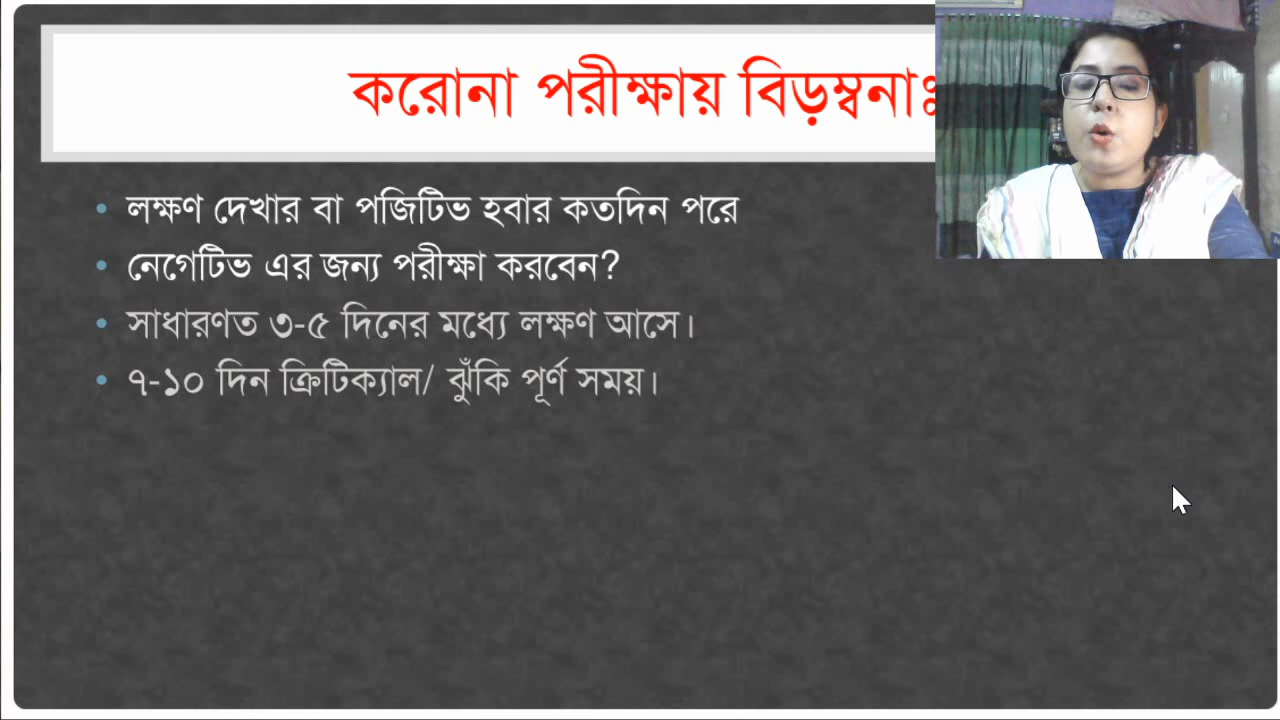 করোনা পরীক্ষায় বিড়ম্বনাঃ
• লক্ষণ দেখার বা পজিটিভ হবার কতদিন পরে
• নেগেটিভ এর জন্য পরীক্ষা করবেন?
• সাধারণত ৩-৫ দিনের মধ্যে লক্ষণ আসে।
• ৭-১০ দিন ক্রিটিক্যাল/ ঝুঁকি পূর্ণ সময়।